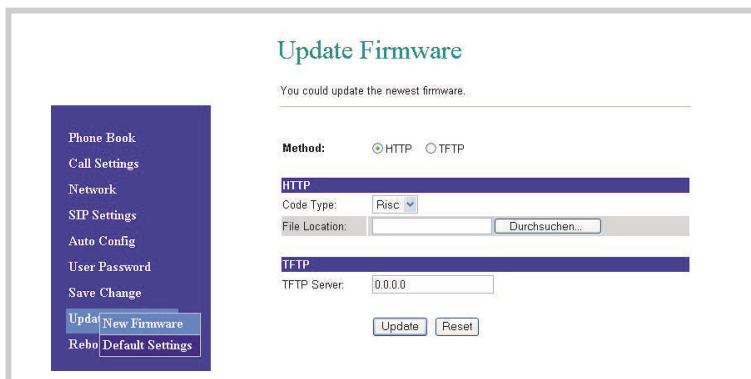 Update Firmware
You could update the newest firmware.
Phone Book
Call Settings
Network
SIP Settings
Auto Config
User Password
Save Change
New Firmware
Default Settings
Method: HTTP TFTP
HTTP
Code Type: Risc
File Location: Durchsuchen...
TFTP
TFTP Server: 0.0.0.0
Update Reset